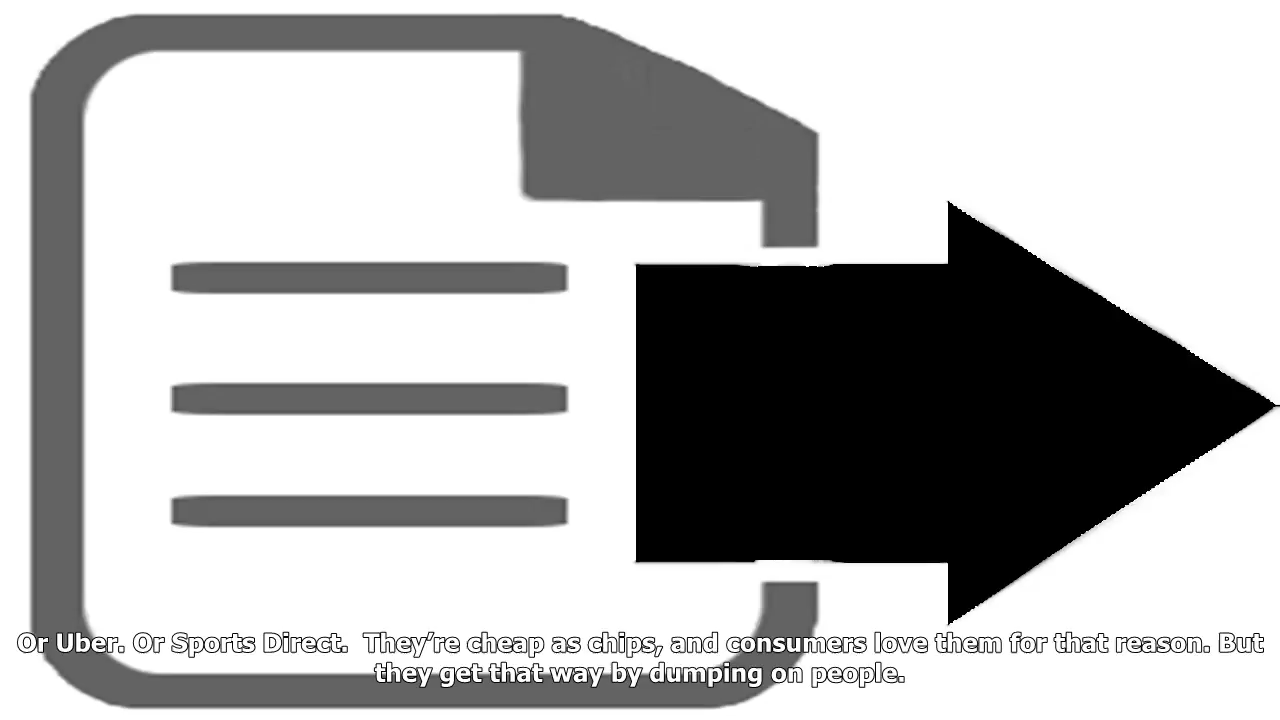 Or Uber. Or Sports Direct.  They’re cheap as chips, and consumers love them for that reason. But
they get that way by dumping on people.